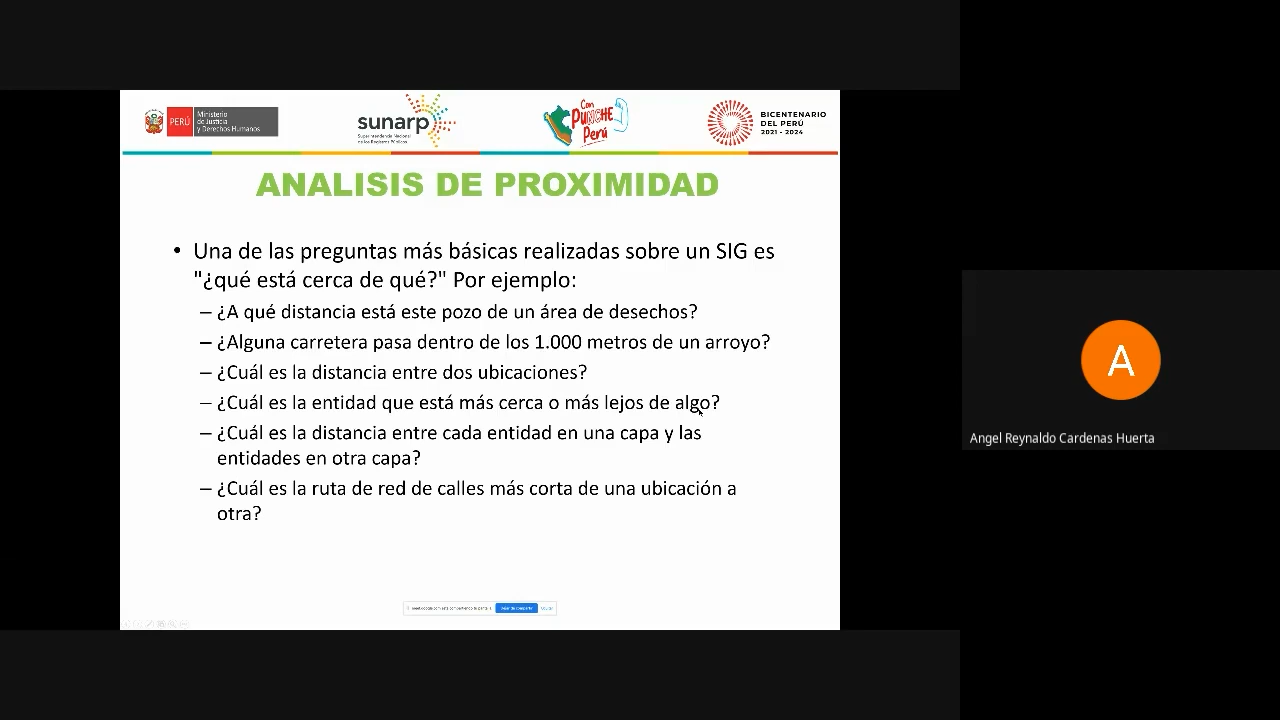 PERÚ
Ministerio
de Justicia
y Derechos Humanos
sunarp
Superintendencia Nacional
de los Registros Públicos
Con
PUNCHE
Perú
BICENTENARIO
DEL PERÚ
2021 - 2024
ANALISIS DE PROXIMIDAD
• Una de las preguntas más básicas realizadas sobre un SIG es
"¿qué está cerca de qué?" Por ejemplo:
– ¿A qué distancia está este pozo de un área de desechos?
– ¿Alguna carretera pasa dentro de los 1.000 metros de un arroyo?
– ¿Cuál es la distancia entre dos ubicaciones?
– ¿Cuál es la entidad que está más cerca o más lejos de algo?
– ¿Cuál es la distancia entre cada entidad en una capa y las
entidades en otra capa?
– ¿Cuál es la ruta de red de calles más corta de una ubicación a
otra?
A
Angel Reynaldo Cardenas Huerta